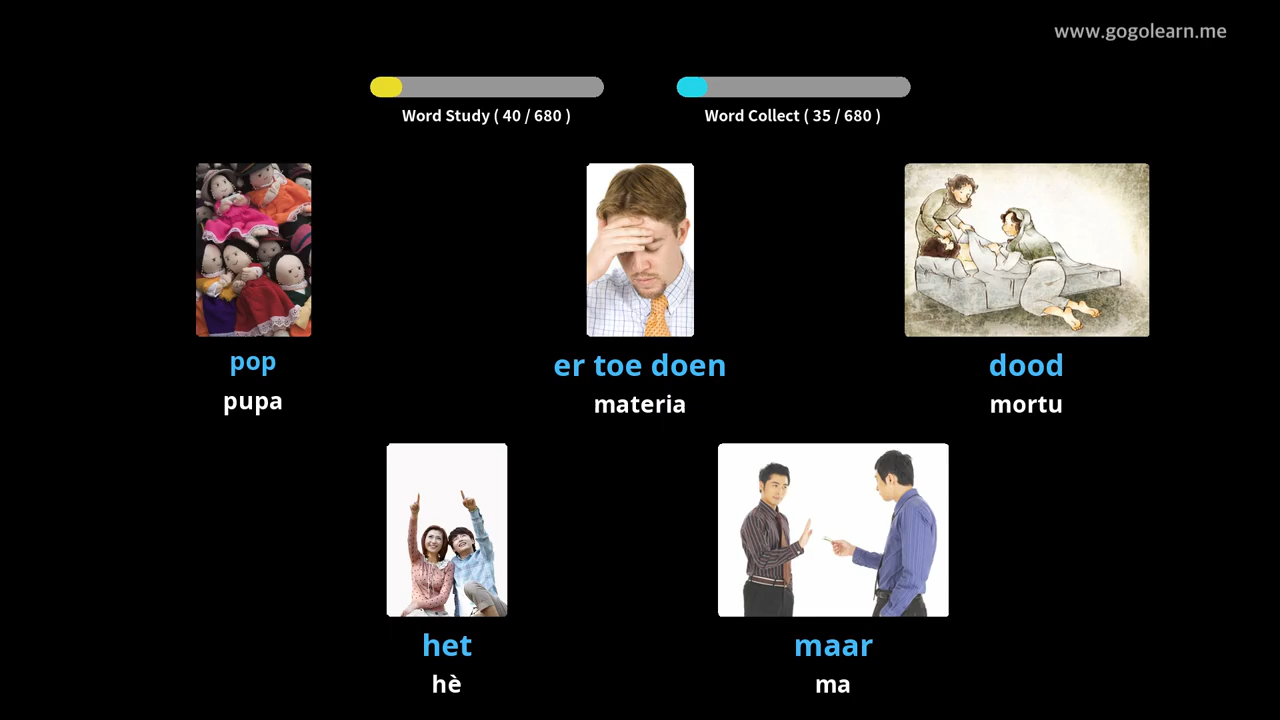 www.gogolearn.me
Word Study ( 40 / 680 )
Word Collect ( 35 / 680 )
pop
pupa
er toe doen
materia
dood
mortu
het
hè
maar
ma